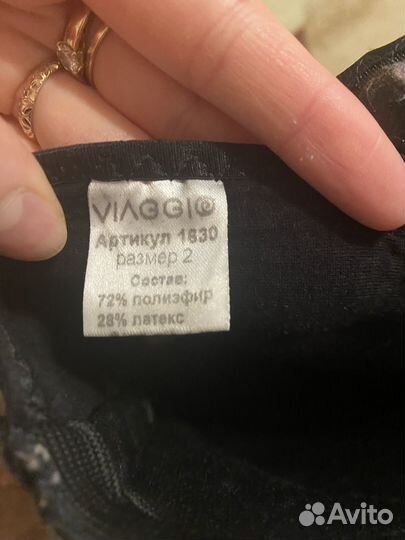 VIAGGIO
Артикул 1830
размер 2
Состав:
72% полиэфир
28% латекс
Avito